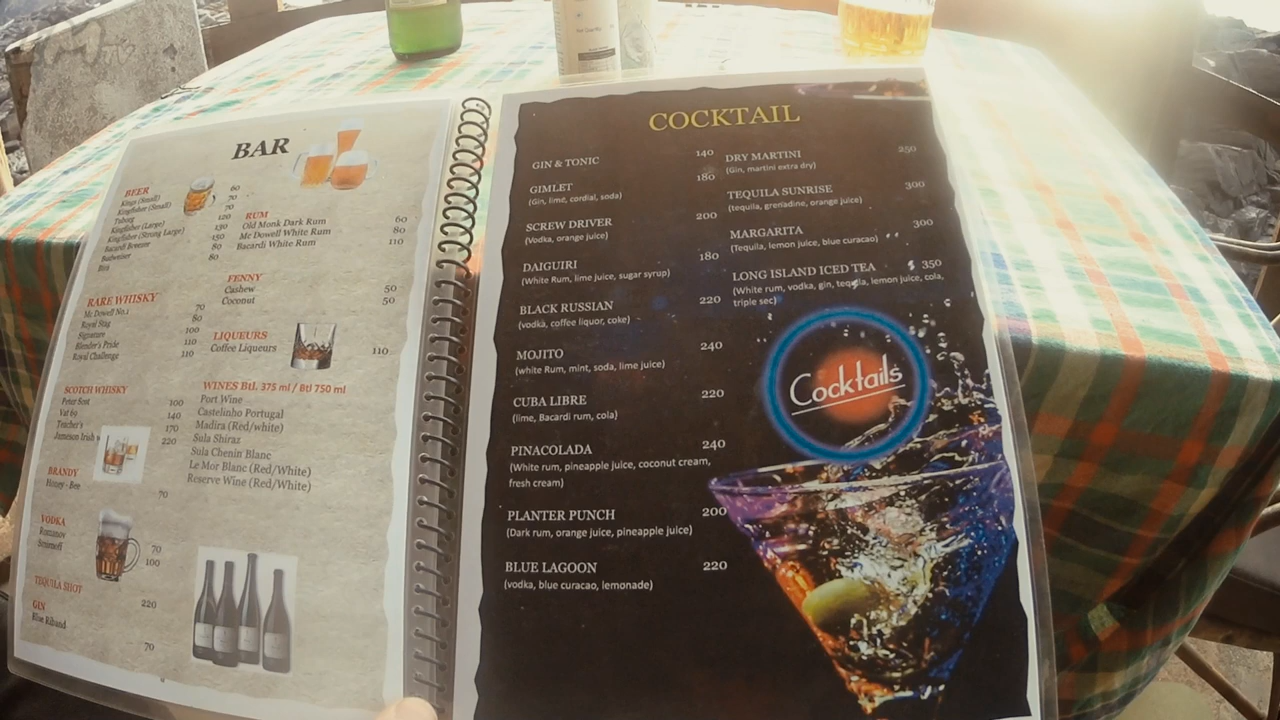 BAR
BEER
Kings (Small) 60
Kingfisher (Small) 70
Tuborg 70
Kingfisher (Large) 120
Kingfisher (Strong Large) 130
Bacardi Breezer 150
Budweiser 80
80
RUM
Old Monk Dark Rum 60
Mc Dowell White Rum 80
Bacardi White Rum 110
FENNY
Cashew 50
Coconut 50
RARE WHISKY
Mc Dowell No.1 70
Royal Stag 80
Signature 100
Blender's Pride 110
Royal Challenge 110
LIQUEURS
Coffee Liqueurs 110
SCOTCH WHISKY
Peter Scot 100
Vat 69 140
Teacher's 170
Jameson Irish 220
WINES Btl. 375 ml / Btl 750 ml
Port Wine
Castelinho Portugal
Madira (Red/white)
Sula Shiraz
Sula Chenin Blanc
Le Mor Blanc (Red/White)
Reserve Wine (Red/White)
BRANDY
Honey - Bee 70
VODKA
Romanov 70
Smirnoff 100
TEQUILA SHOT 220
GIN
Blue Riband 70
COCKTAIL
GIN & TONIC 140
GIMLET 180
(Gin, lime, cordial, soda)
SCREW DRIVER 200
(Vodka, orange juice)
DAIGUIRI 180
(White Rum, lime juice, sugar syrup)
BLACK RUSSIAN 220
(vodka, coffee liquor, coke)
MOJITO 240
(white Rum, mint, soda, lime juice)
CUBA LIBRE 220
(lime, Bacardi rum, cola)
PINACOLADA 240
(White rum, pineapple juice, coconut cream,
fresh cream)
PLANTER PUNCH 200
(Dark rum, orange juice, pineapple juice)
BLUE LAGOON 220
(vodka, blue curacao, lemonade)
DRY MARTINI 250
(Gin, martini extra dry)
TEQUILA SUNRISE 300
(tequila, grenadine, orange juice)
MARGARITA 300
(Tequila, lemon juice, blue curacao)
LONG ISLAND ICED TEA 350
(White rum, vodka, gin, tequila, lemon juice, cola,
triple sec)
Cocktails